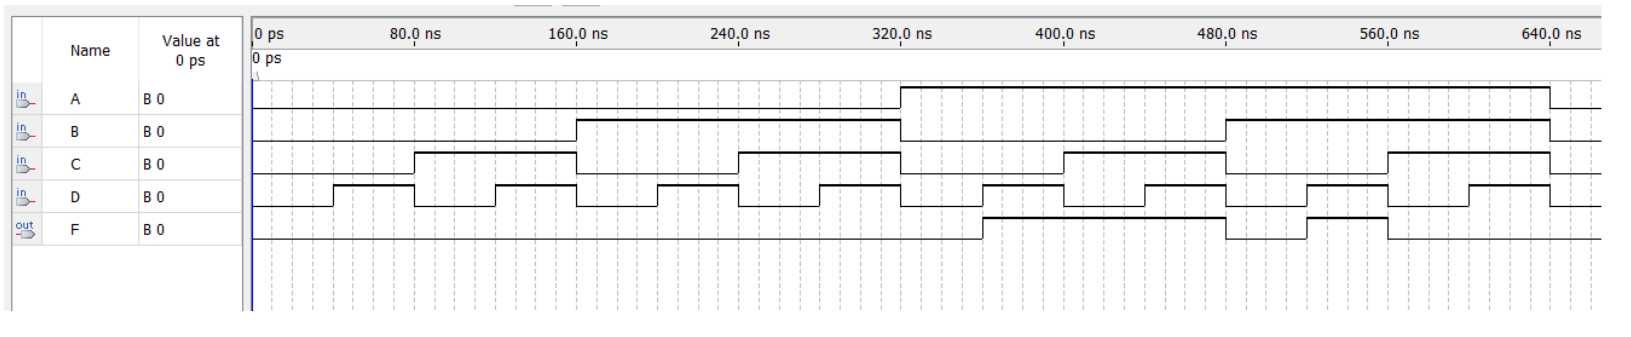 Name
Value at
0 ps
0 ps
80.0 ns
160.0 ns
240.0 ns
320.0 ns
400.0 ns
480.0 ns
560.0 ns
640.0 ns
0 ps
in
A
B 0
in
B
B 0
in
C
B 0
in
D
B 0
out
F
B 0